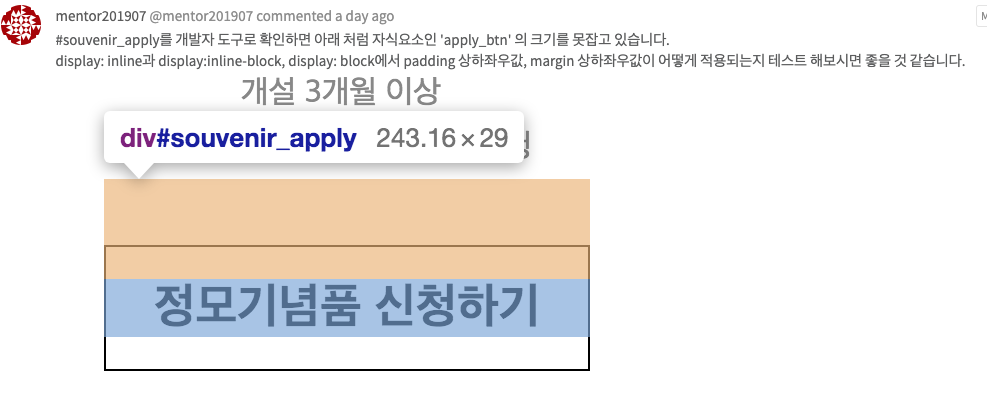 mentor201907 @mentor201907 commented a day ago
#souvenir_apply를 개발자 도구로 확인하면 아래 처럼 자식요소인 'apply_btn' 의 크기를 못잡고 있습니다.
display: inline과 display:inline-block, display: block에서 padding 상하좌우값, margin 상하좌우값이 어떻게 적용되는지 테스트 해보시면 좋을 것 같습니다.
개설 3개월 이상
div#souvenir_apply 243.16×29
정모기념품 신청하기